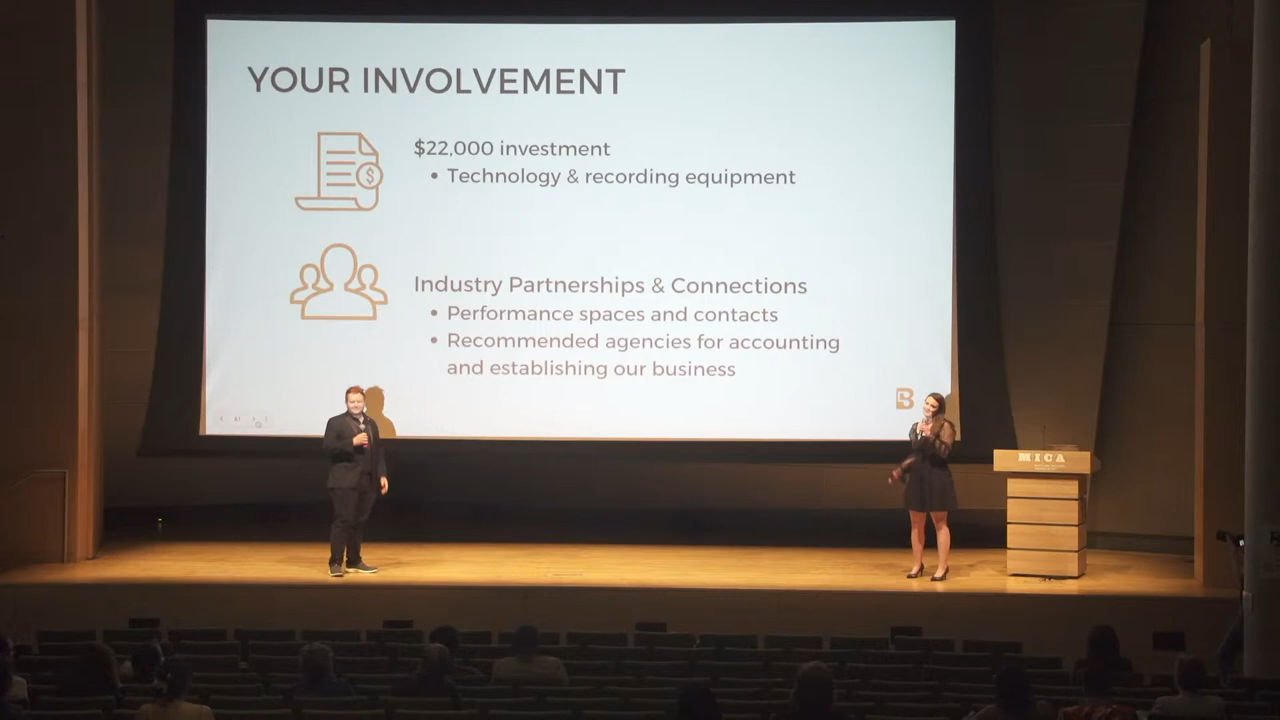 YOUR INVOLVEMENT
$22,000 investment
• Technology & recording equipment
$
Industry Partnerships & Connections
• Performance spaces and contacts
• Recommended agencies for accounting
and establishing our business
B
MICA